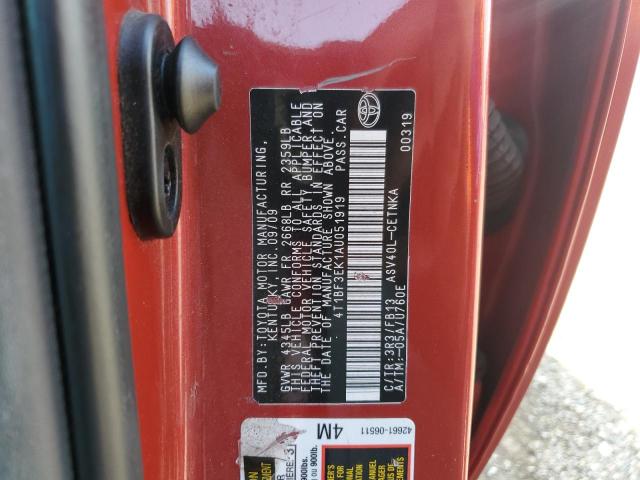 MFD.BY:TOYOTA MOTOR MANUFACTURING,
KENTUCKY, INC. 09/09
GVWR 4345LB GAWR FR 2668LB RR 2359LB
THIS VEHICLE CONFORMS TO ALL APPLICABLE
FEDERAL MOTOR VEHICLE SAFETY,BUMPER,AND
THEFT PREVENTION STANDARDS IN EFFECT ON
THE DATE OF MANUFACTURE SHOWN ABOVE.
4T1BF3EK1AU051919 PASS.CAR
C/TR:3R3/FB13 ASV40L-CETNKA
A/TM:-05A/U760E
00319
4M
42661-06511